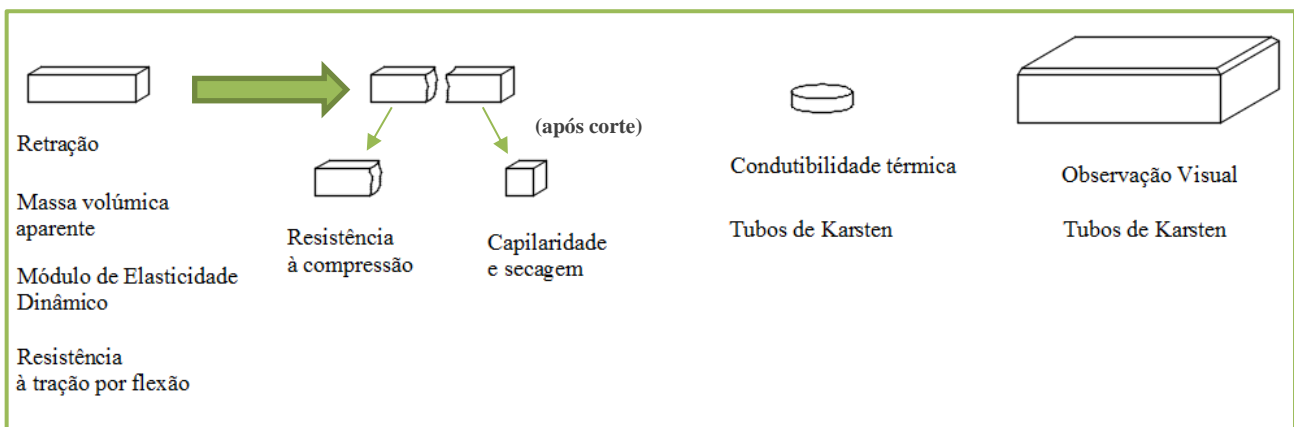 Retração
Massa volúmica
aparente
Módulo de Elasticidade
Dinâmico
Resistência
à tração por flexão
(após corte)
Resistência
à compressão
Capilaridade
e secagem
Condutibilidade térmica
Tubos de Karsten
Observação Visual
Tubos de Karsten